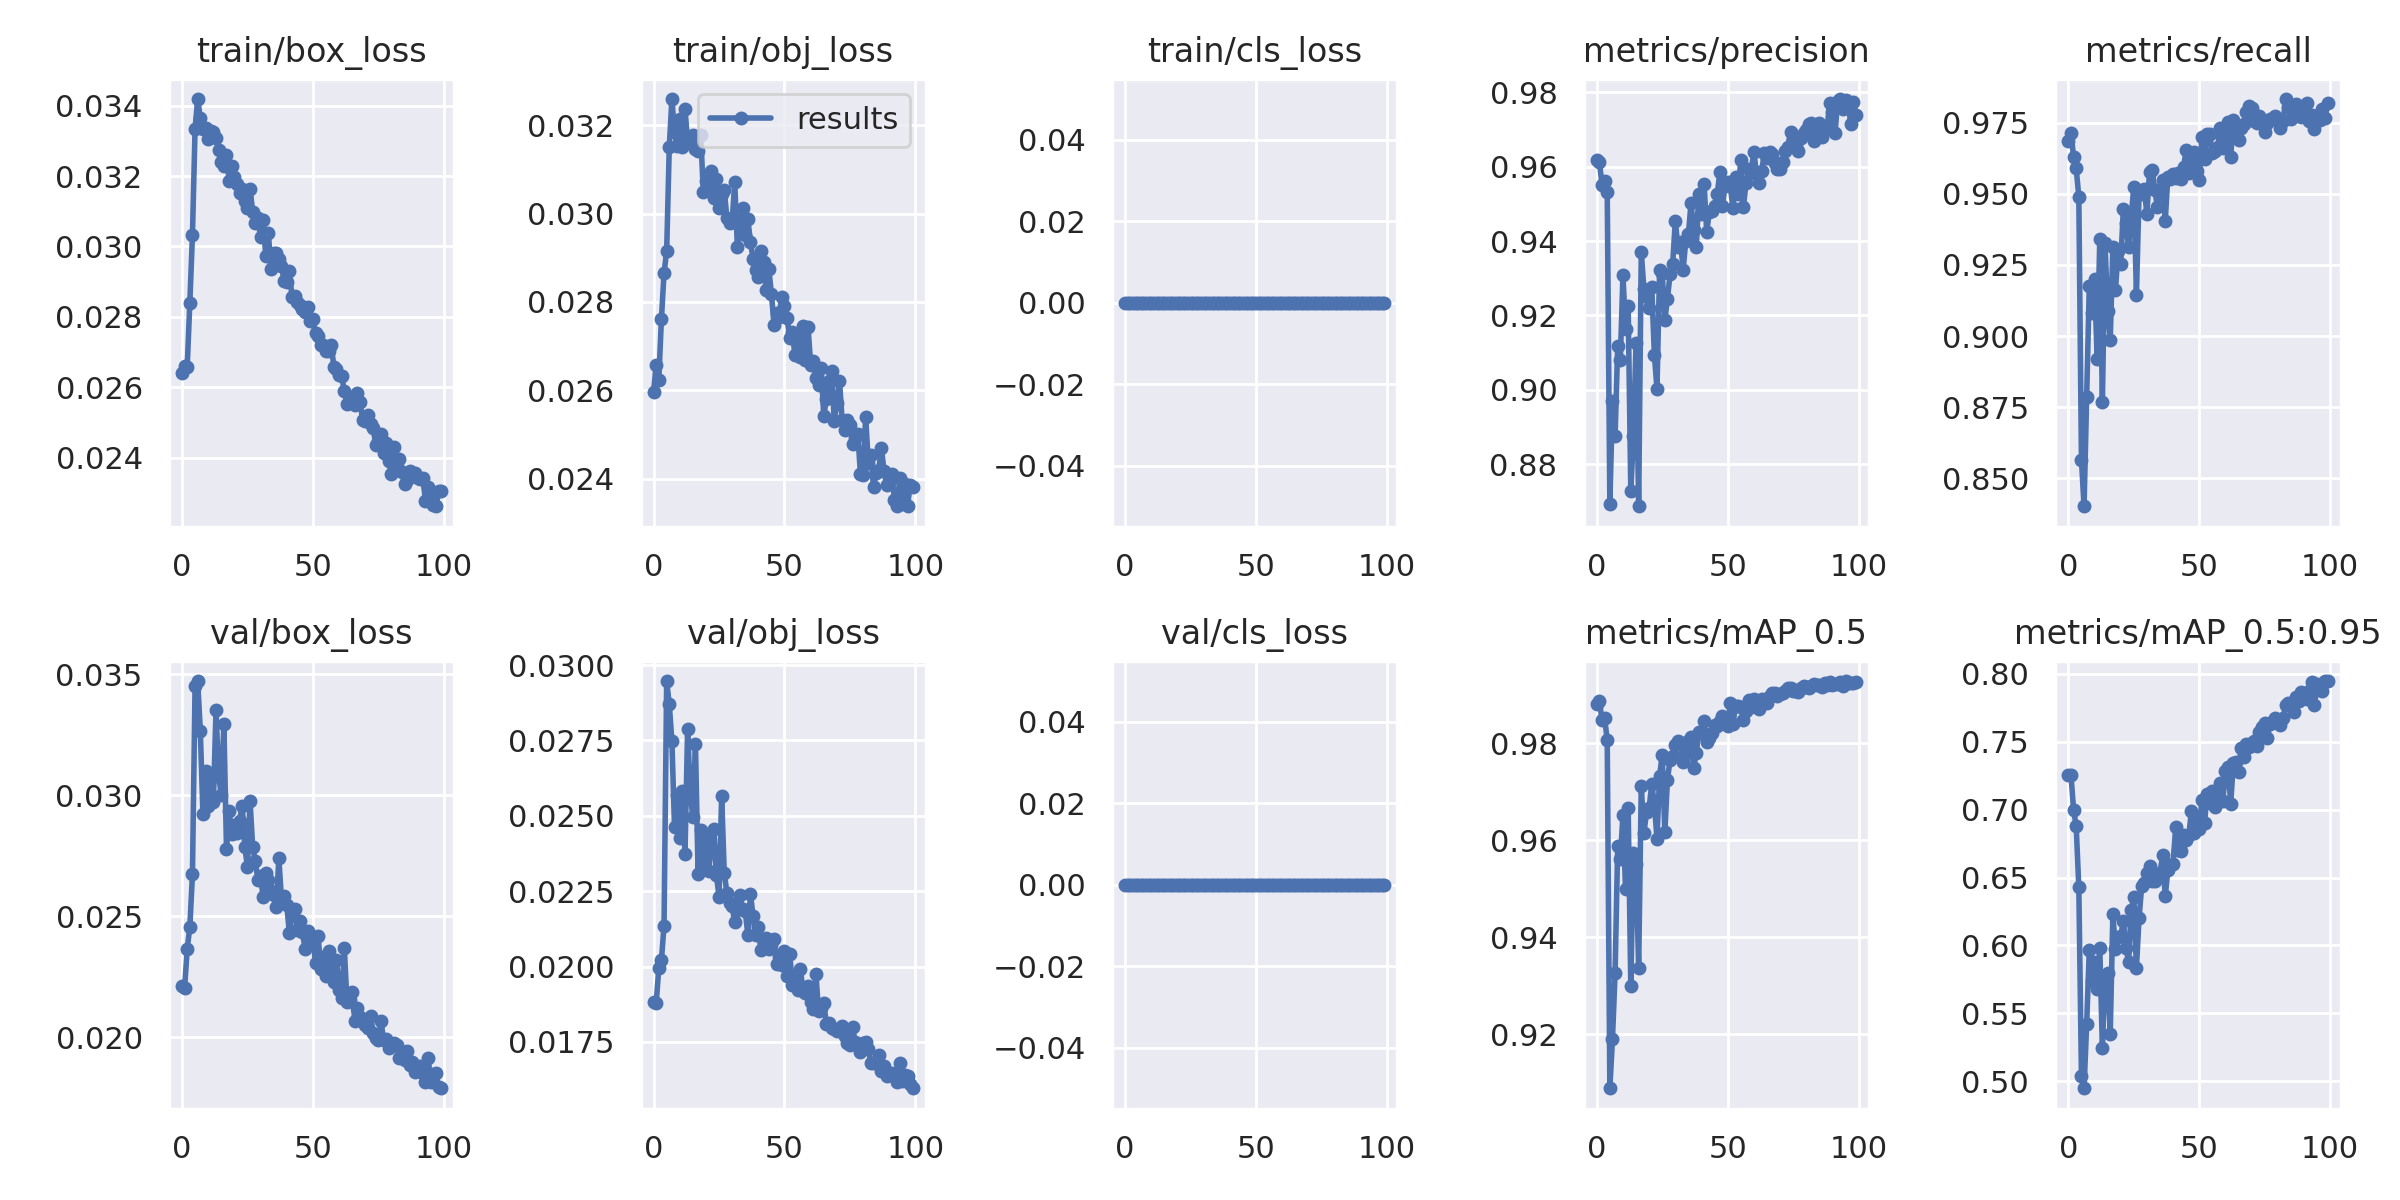 train/box_loss
0.034
0.032
0.030
0.028
0.026
0.024
0 50 100
train/obj_loss
results
0.032
0.030
0.028
0.026
0.024
0 50 100
train/cls_loss
0.04
0.02
0.00
−0.02
−0.04
0 50 100
metrics/precision
0.98
0.96
0.94
0.92
0.90
0.88
0 50 100
metrics/recall
0.975
0.950
0.925
0.900
0.875
0.850
0 50 100
val/box_loss
0.035
0.030
0.025
0.020
0 50 100
val/obj_loss
0.0300
0.0275
0.0250
0.0225
0.0200
0.0175
0 50 100
val/cls_loss
0.04
0.02
0.00
−0.02
−0.04
0 50 100
metrics/mAP_0.5
0.98
0.96
0.94
0.92
0 50 100
metrics/mAP_0.5:0.95
0.80
0.75
0.70
0.65
0.60
0.55
0.50
0 50 100